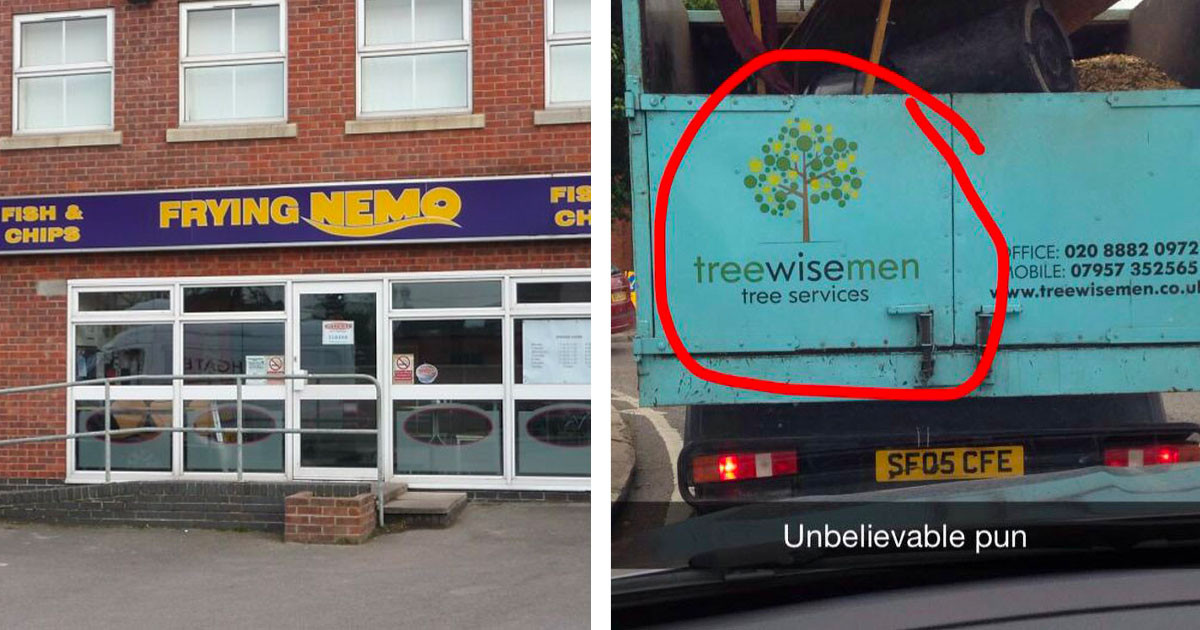 FISH &
CHIPS
FRYING NEMO
FIS
CH
treewisemen
tree services
OFFICE: 020 8882 0972
MOBILE: 07957 352565
www.treewisemen.co.uk
SF05 CFE
Unbelievable pun